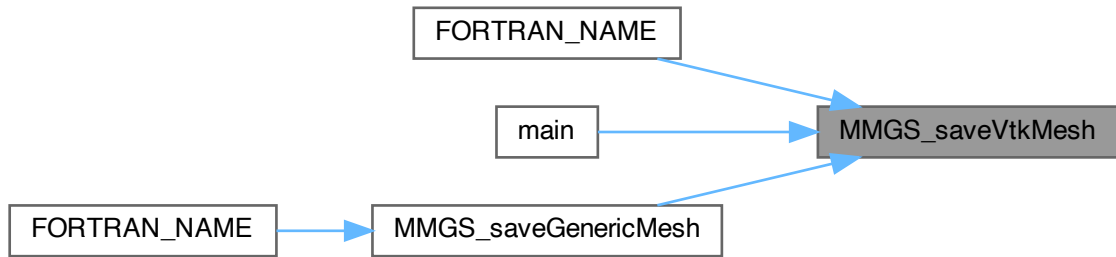 FORTRAN_NAME
main
MMGS_saveVtkMesh
FORTRAN_NAME
MMGS_saveGenericMesh